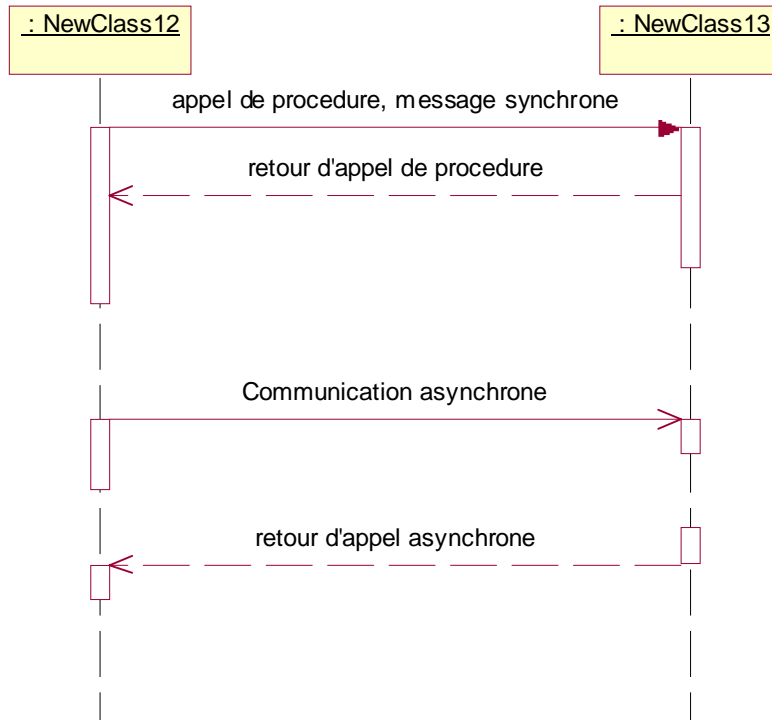 : NewClass12
: NewClass13
appel de procedure, message synchrone
retour d'appel de procedure
Communication asynchrone
retour d'appel asynchrone